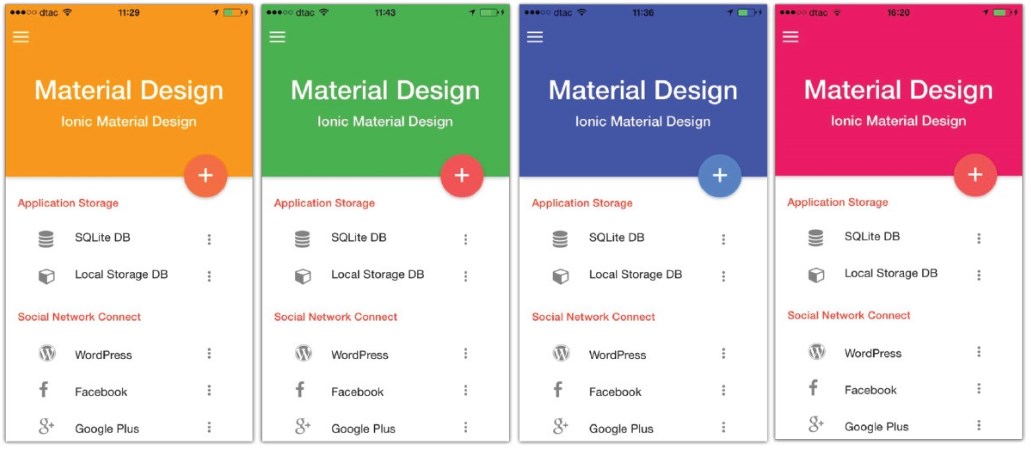 dtac 11:29
Material Design
Ionic Material Design
+
Application Storage
SQLite DB
Local Storage DB
Social Network Connect
WordPress
f Facebook
g+ Google Plus
dtac 11:43
Material Design
Ionic Material Design
+
Application Storage
SQLite DB
Local Storage DB
Social Network Connect
WordPress
f Facebook
g+ Google Plus
dtac 11:36
Material Design
Ionic Material Design
+
Application Storage
SQLite DB
Local Storage DB
Social Network Connect
WordPress
f Facebook
g+ Google Plus
dtac 16:20
Material Design
Ionic Material Design
+
Application Storage
SQLite DB
Local Storage DB
Social Network Connect
WordPress
f Facebook
g+ Google Plus